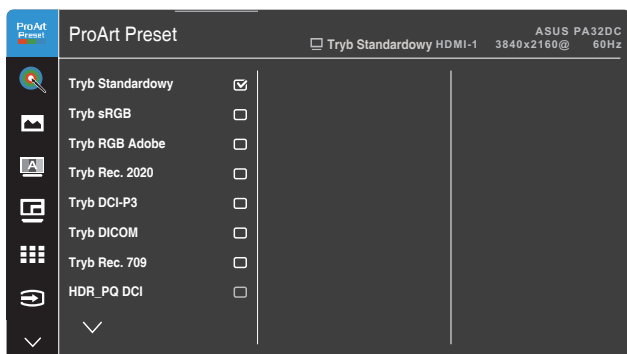 ProArt
Preset
ProArt Preset
Tryb Standardowy HDMI-1
ASUS PA32DC
3840x2160@ 60Hz
Tryb Standardowy
Tryb sRGB
Tryb RGB Adobe
Tryb Rec. 2020
Tryb DCI-P3
Tryb DICOM
Tryb Rec. 709
HDR_PQ DCI
A